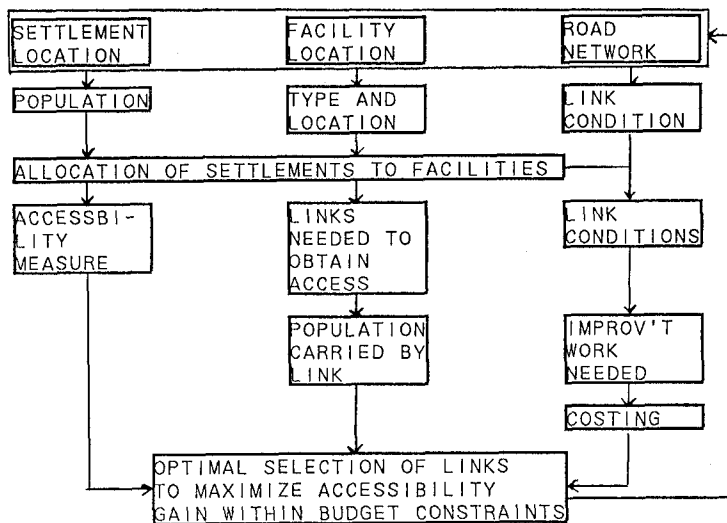 SETTLEMENT
LOCATION
FACILITY
LOCATION
ROAD
NETWORK
POPULATION
TYPE AND
LOCATION
LINK
CONDITION
ALLOCATION OF SETTLEMENTS TO FACILITIES
ACCESSBI-
LITY
MEASURE
LINKS
NEEDED TO
OBTAIN
ACCESS
LINK
CONDITIONS
POPULATION
CARRIED BY
LINK
IMPROV'T
WORK
NEEDED
COSTING
OPTIMAL SELECTION OF LINKS
TO MAXIMIZE ACCESSIBILITY
GAIN WITHIN BUDGET CONSTRAINTS